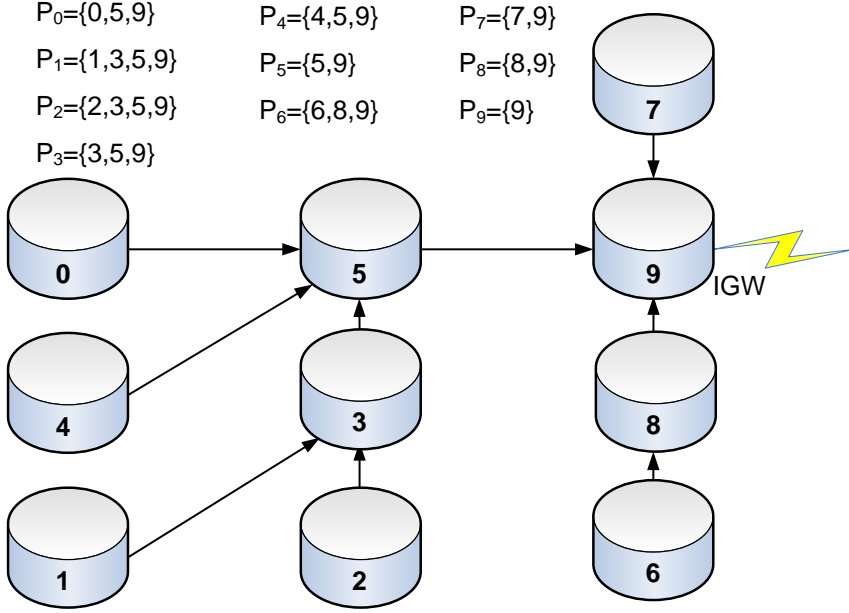 P₀={0,5,9} P₄={4,5,9} P₇={7,9}
P₁={1,3,5,9} P₅={5,9} P₈={8,9}
P₂={2,3,5,9} P₆={6,8,9} P₉={9}
P₃={3,5,9}
7
0 5 9
IGW
4 3 8
1 2 6